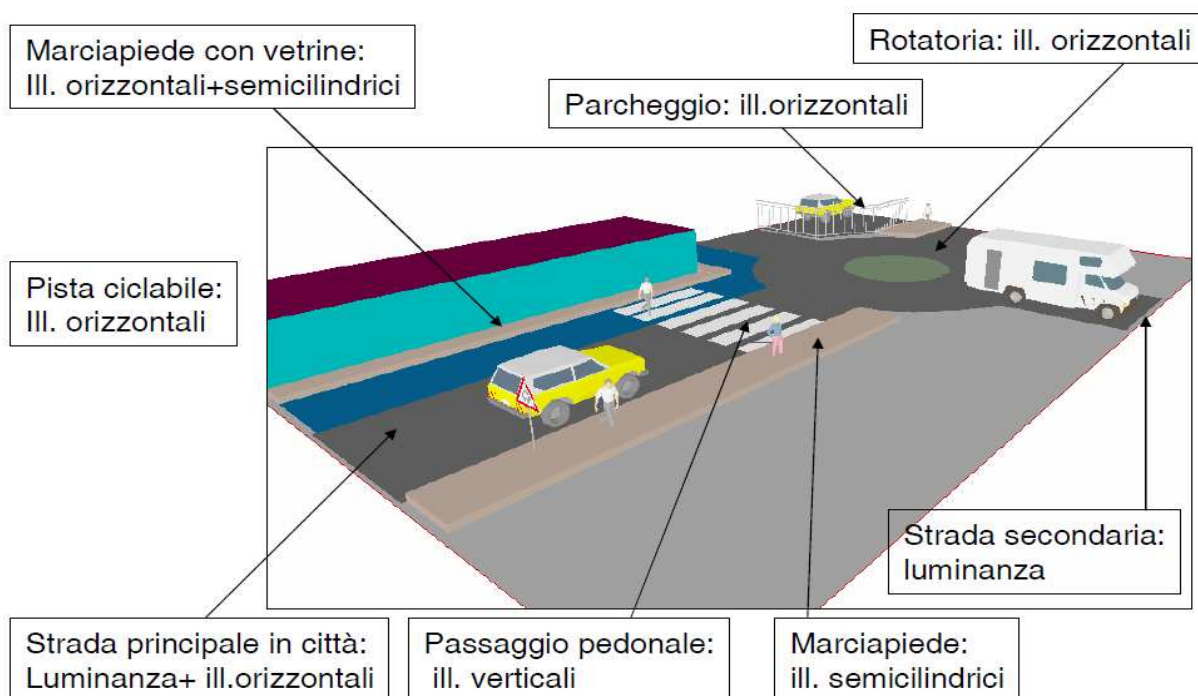 Marciapiede con vetrine:
Ill. orizzontali+semicilindrici
Rotatoria: ill. orizzontali
Parcheggio: ill.orizzontali
Pista ciclabile:
Ill. orizzontali
Strada secondaria:
luminanza
Strada principale in città:
Luminanza+ ill.orizzontali
Passaggio pedonale:
ill. verticali
Marciapiede:
ill. semicilindrici